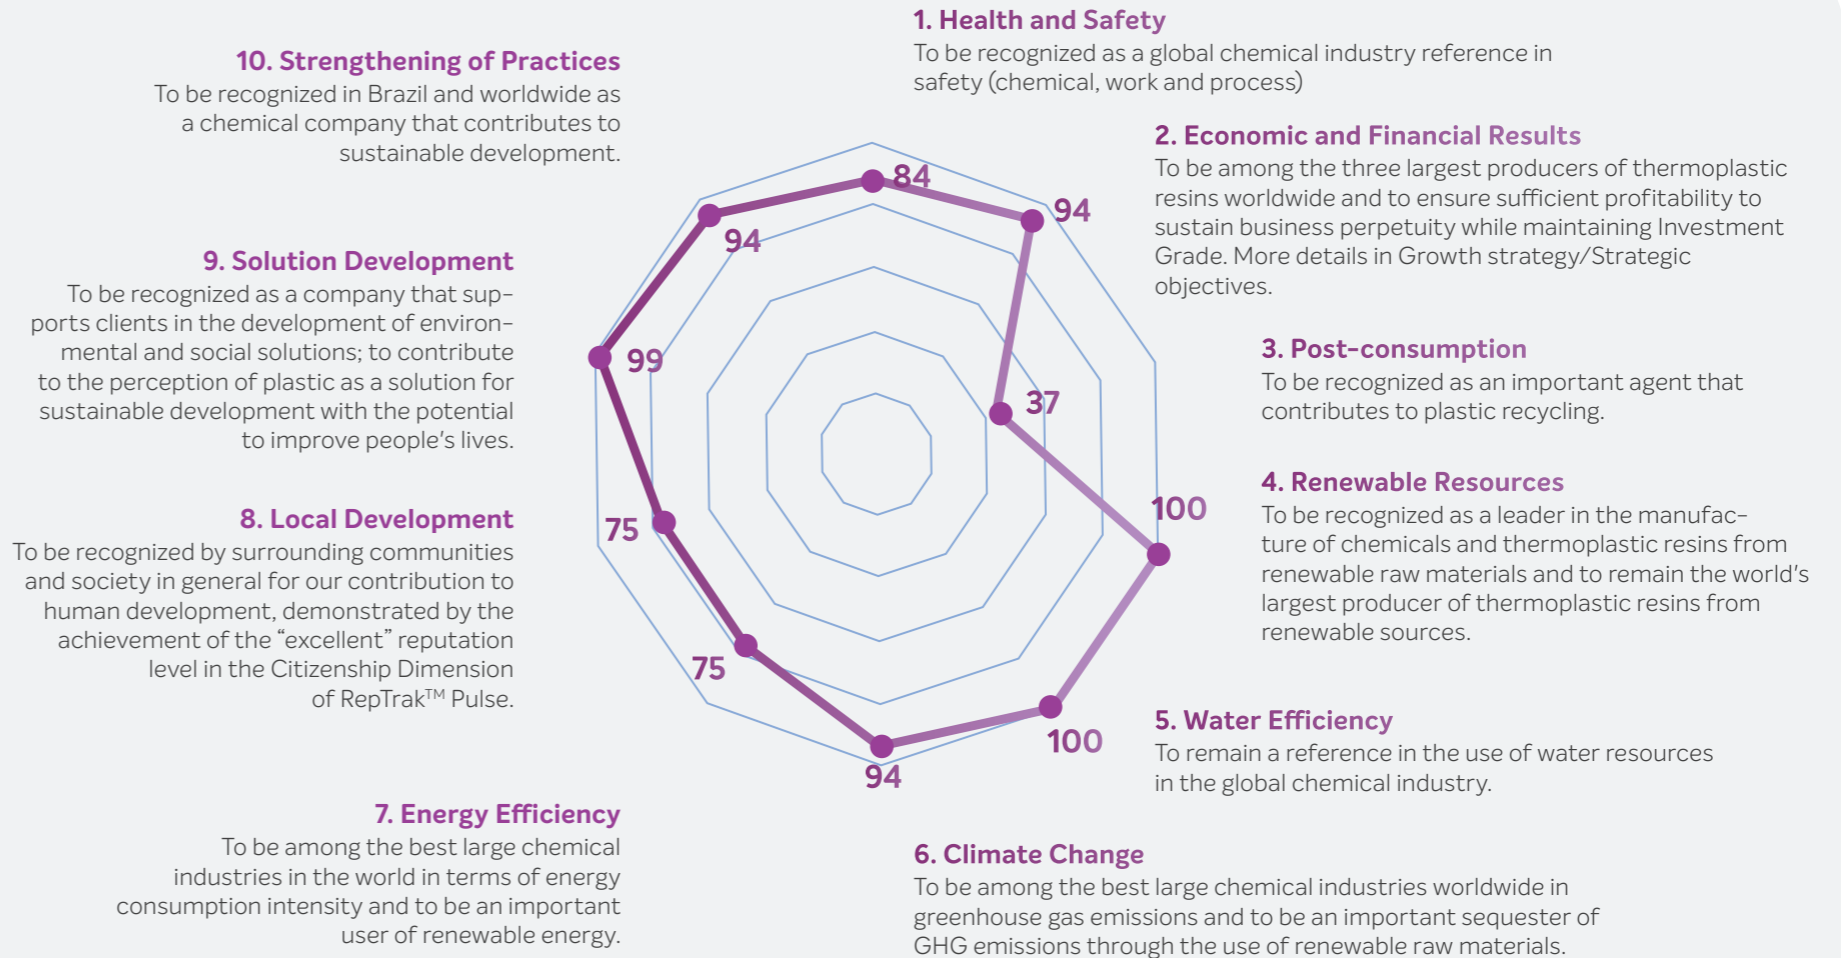 1. Health and Safety
To be recognized as a global chemical industry reference in
safety (chemical, work and process)
2. Economic and Financial Results
To be among the three largest producers of thermoplastic
resins worldwide and to ensure sufficient profitability to
sustain business perpetuity while maintaining Investment
Grade. More details in Growth strategy/Strategic
objectives.
3. Post-consumption
To be recognized as an important agent that
contributes to plastic recycling.
4. Renewable Resources
To be recognized as a leader in the manufac-
ture of chemicals and thermoplastic resins from
renewable raw materials and to remain the world's
largest producer of thermoplastic resins from
renewable sources.
5. Water Efficiency
To remain a reference in the use of water resources
in the global chemical industry.
6. Climate Change
To be among the best large chemical industries worldwide in
greenhouse gas emissions and to be an important sequester of
GHG emissions through the use of renewable raw materials.
7. Energy Efficiency
To be among the best large chemical
industries in the world in terms of energy
consumption intensity and to be an important
user of renewable energy.
8. Local Development
To be recognized by surrounding communities
and society in general for our contribution to
human development, demonstrated by the
achievement of the “excellent” reputation
level in the Citizenship Dimension
of RepTrak™ Pulse.
9. Solution Development
To be recognized as a company that sup-
ports clients in the development of environ-
mental and social solutions; to contribute
to the perception of plastic as a solution for
sustainable development with the potential
to improve people's lives.
10. Strengthening of Practices
To be recognized in Brazil and worldwide as
a chemical company that contributes to
sustainable development.
84
94
37
100
100
94
75
75
99
94